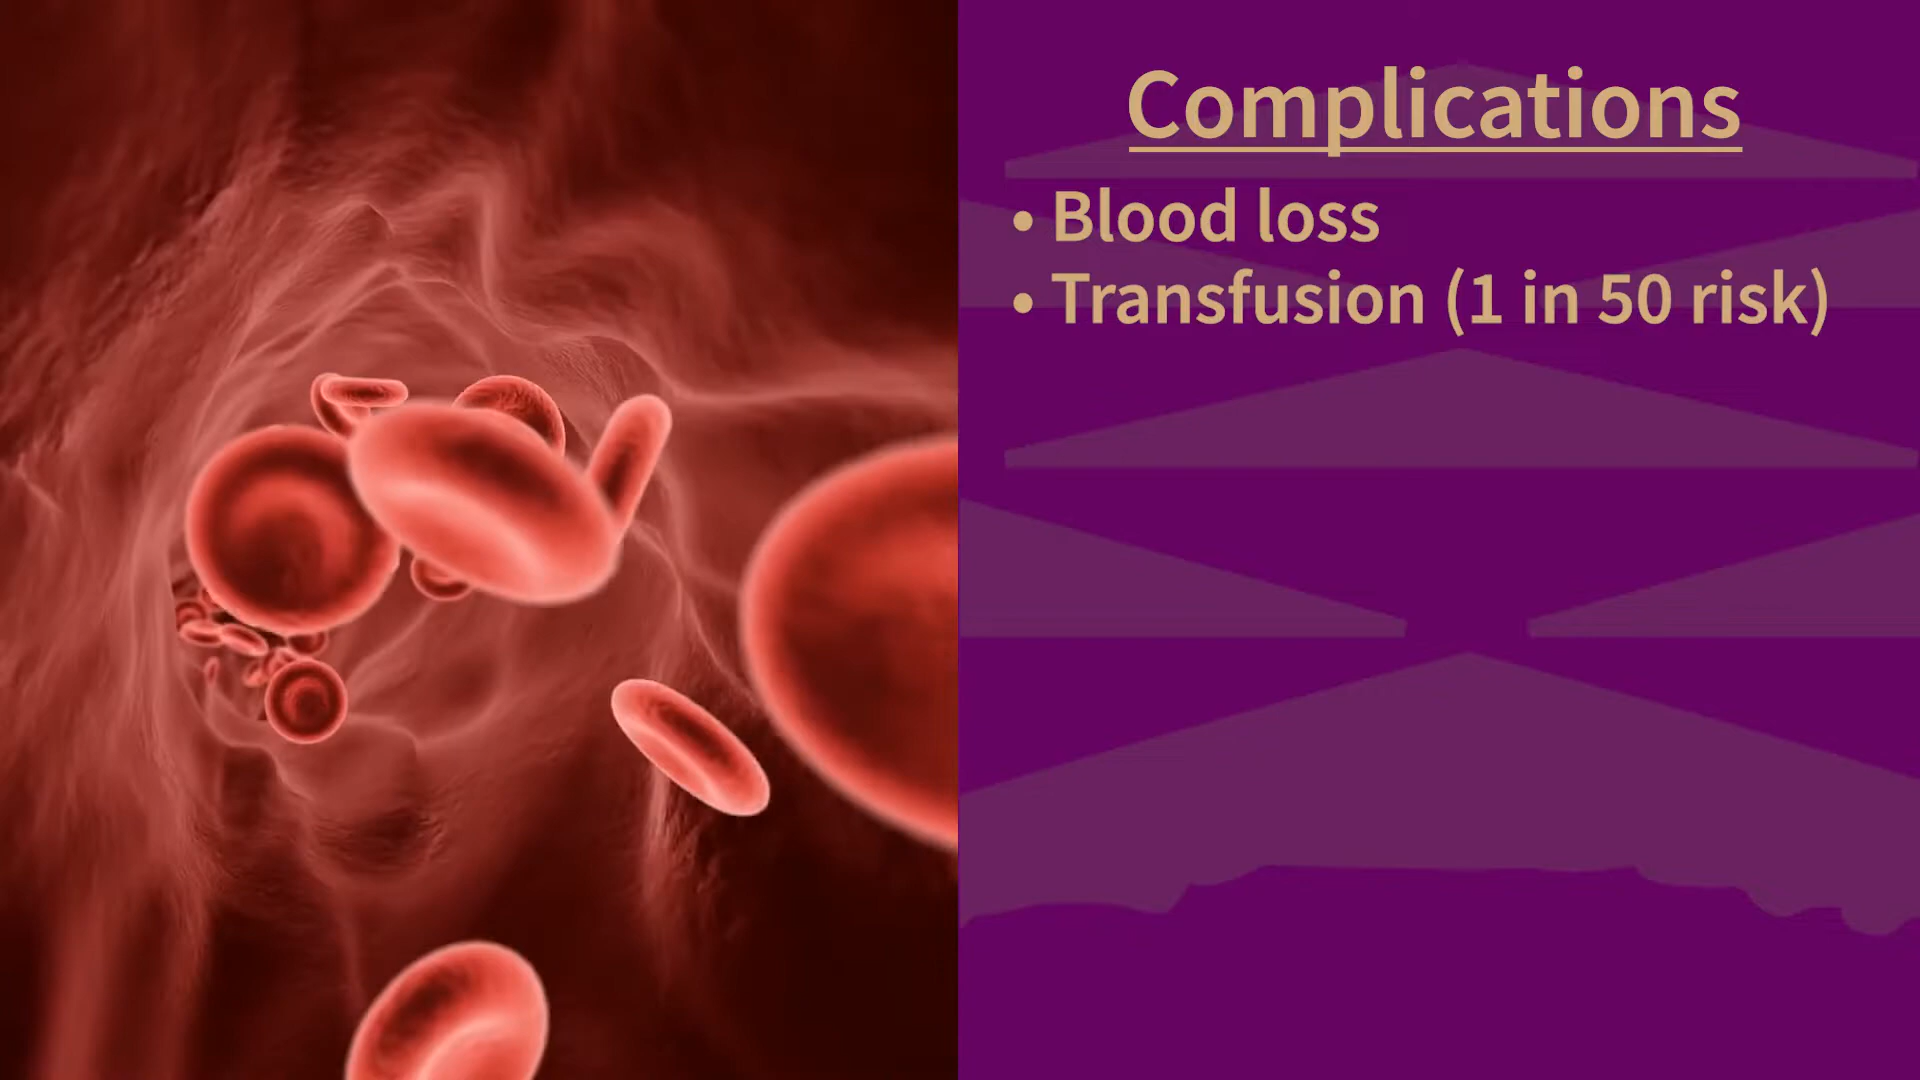 Complications
• Blood loss
• Transfusion (1 in 50 risk)